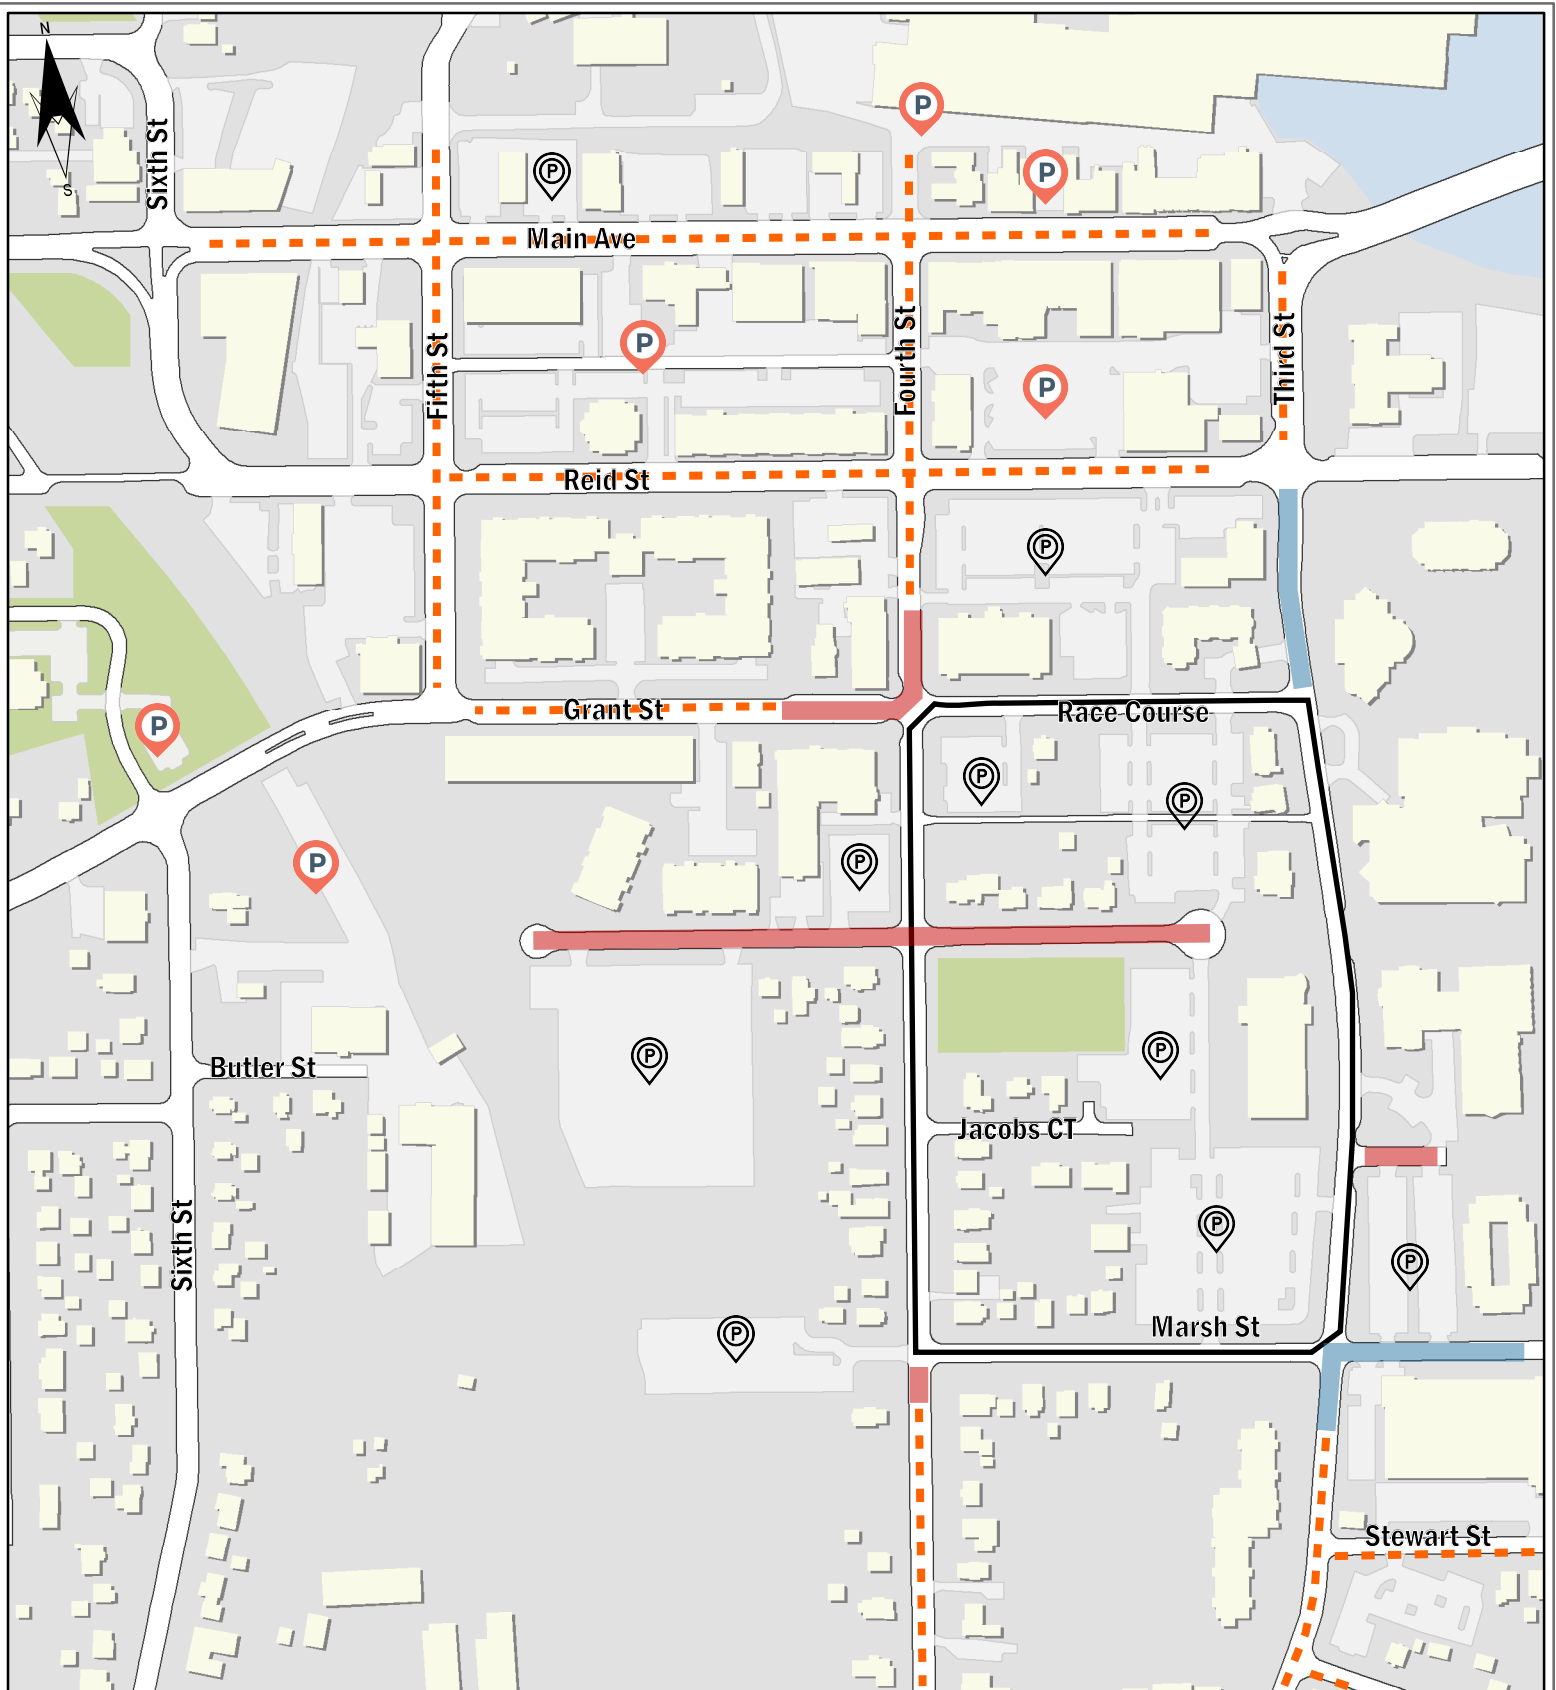 N
S
Sixth St
P
P
P
Main Ave
Fifth St
P
Fourth St
Third St
P
Reid St
P
Grant St
Race Course
P
P
P
P
P
P
Butler St
P
Jacobs CT
Sixth St
P
P
Marsh St
P
Stewart St